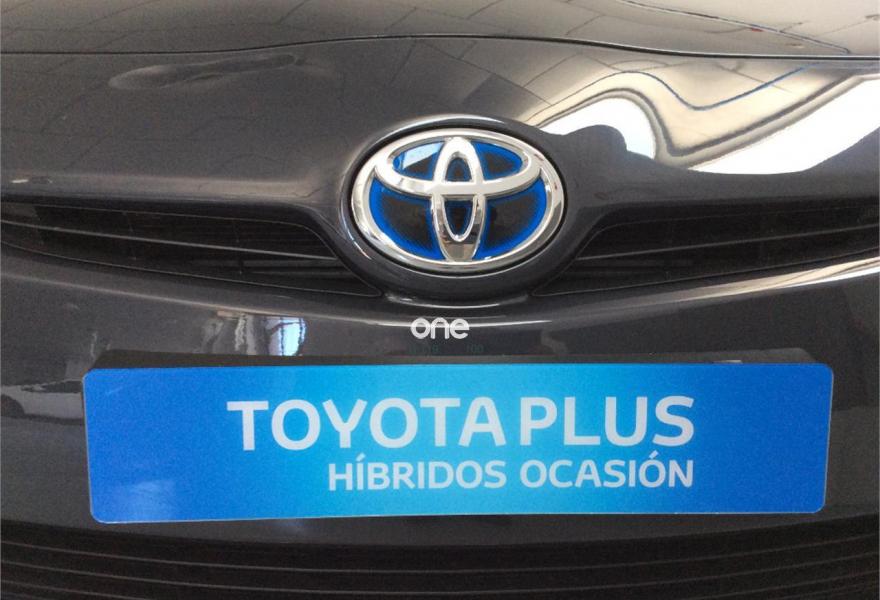 one
TOYOTA PLUS
HÍBRIDOS OCASIÓN